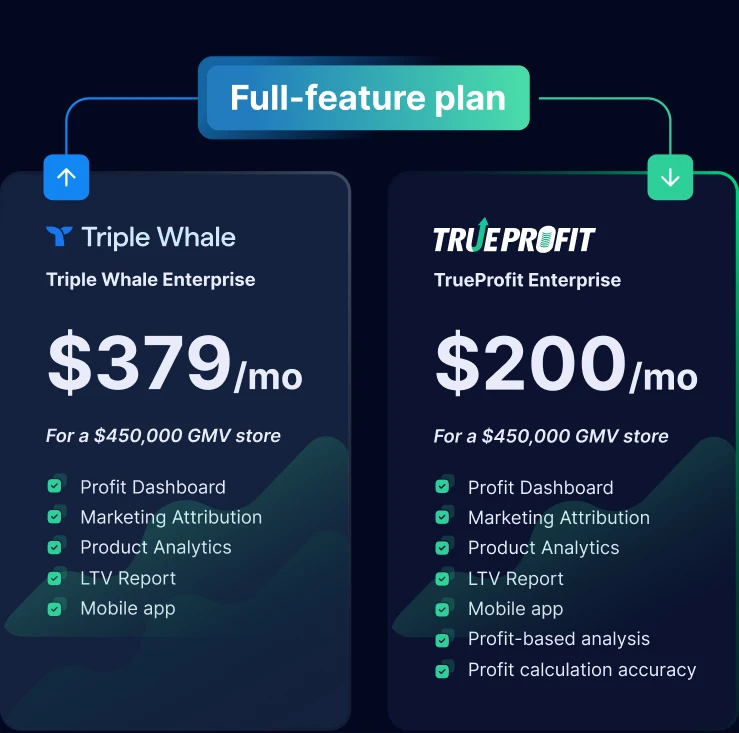 Full-feature plan
Triple Whale
Triple Whale Enterprise
$379/mo
For a $450,000 GMV store
Profit Dashboard
Marketing Attribution
Product Analytics
LTV Report
Mobile app
TRUEPROFIT
TrueProfit Enterprise
$200/mo
For a $450,000 GMV store
Profit Dashboard
Marketing Attribution
Product Analytics
LTV Report
Mobile app
Profit-based analysis
Profit calculation accuracy